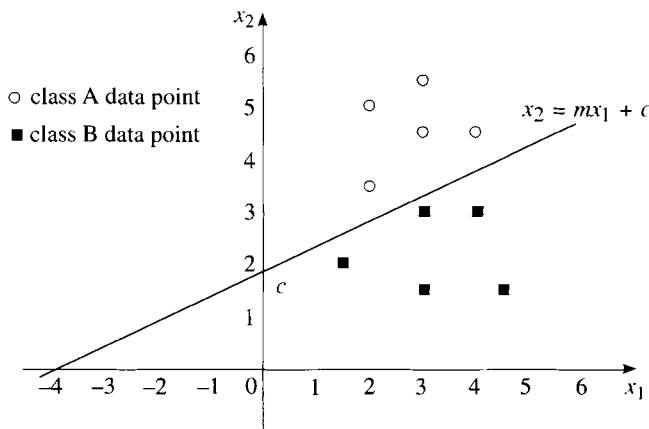 x₂
6
5
4
3
2
1
○ class A data point
■ class B data point
x₂ = mx₁ + c
c
–4 –3 –2 –1 0 1 2 3 4 5 6
x₁